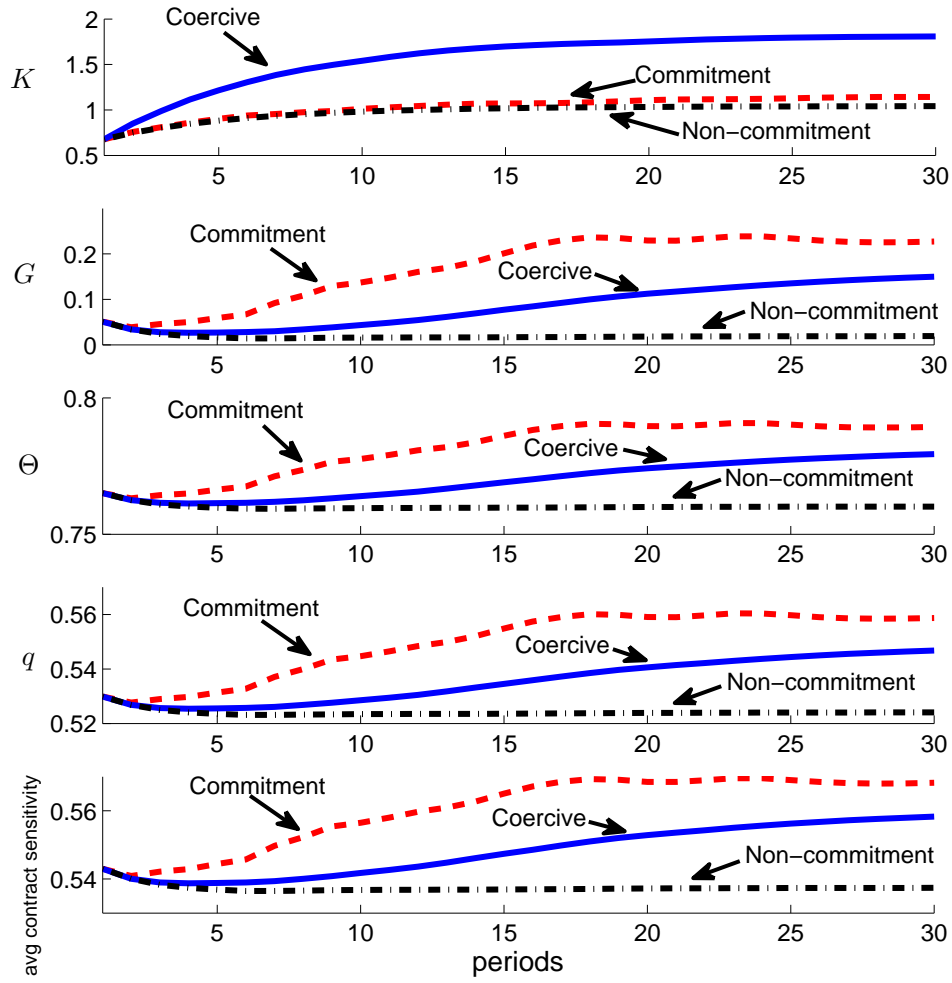 K
2
1.5
1
0.5
Coercive
Commitment
Non−commitment
5 10 15 20 25 30
G
0.2
0.1
0
Commitment
Coercive
Non−commitment
5 10 15 20 25 30
Θ
0.8
0.75
Commitment
Coercive
Non−commitment
5 10 15 20 25 30
q
0.56
0.54
0.52
Commitment
Coercive
Non−commitment
5 10 15 20 25 30
avg contract sensitivity
0.56
0.54
Commitment
Coercive
Non−commitment
5 10 15 20 25 30
periods